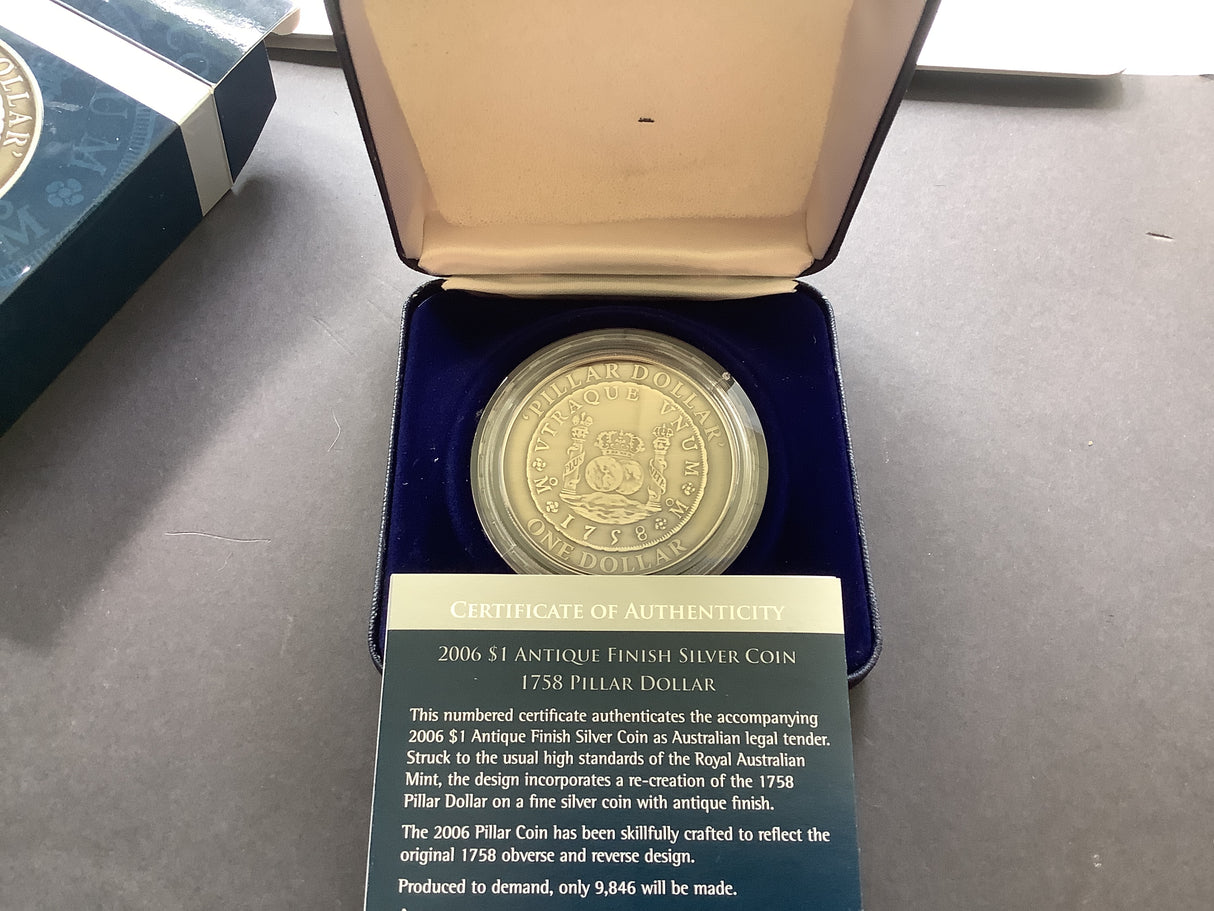 OLLAR'
UM
M
'PILLAR DOLLAR'
VTRAQUE VNUM
M 1758 M
ONE DOLLAR
CERTIFICATE OF AUTHENTICITY
2006 $1 ANTIQUE FINISH SILVER COIN
1758 PILLAR DOLLAR
This numbered certificate authenticates the accompanying
2006 $1 Antique Finish Silver Coin as Australian legal tender.
Struck to the usual high standards of the Royal Australian
Mint, the design incorporates a re-creation of the 1758
Pillar Dollar on a fine silver coin with antique finish.
The 2006 Pillar Coin has been skillfully crafted to reflect the
original 1758 obverse and reverse design.
Produced to demand, only 9,846 will be made.